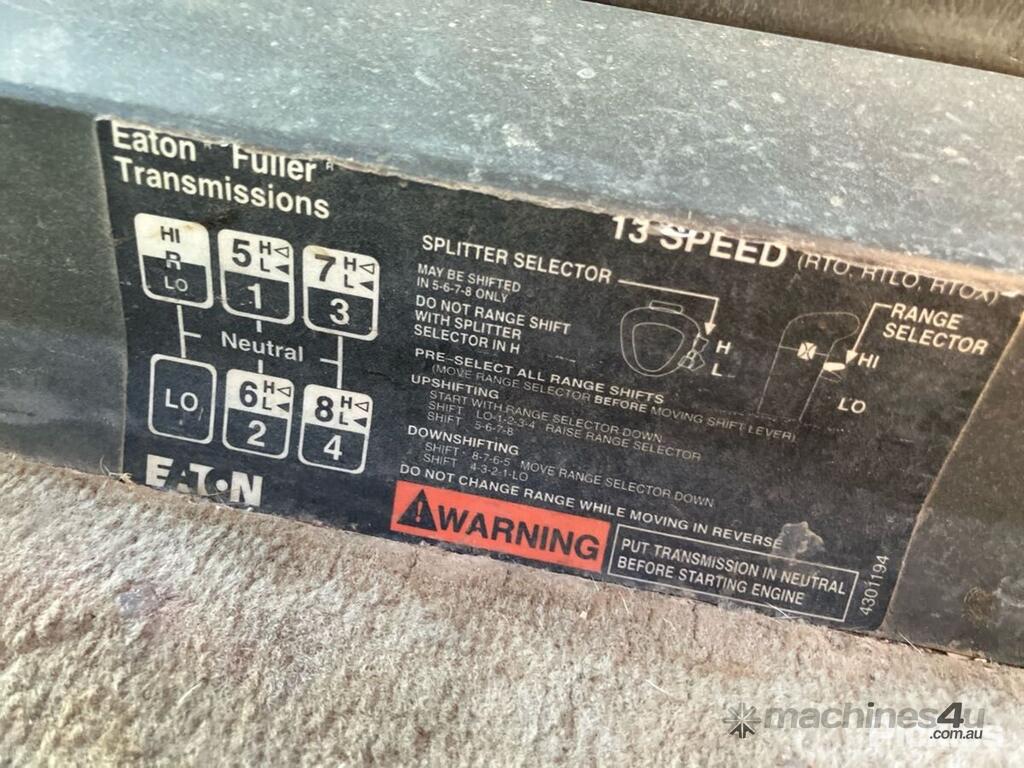 Eaton® Fuller®
Transmissions
HI
R
LO
5 H
L
1
7 H
L
3
Neutral
LO
6 H
L
2
8 H
L
4
EATON
13 SPEED (RTO, RTLO, RTOX)
SPLITTER SELECTOR
MAY BE SHIFTED
IN 5-6-7-8 ONLY
DO NOT RANGE SHIFT
WITH SPLITTER
SELECTOR IN H
H
L
RANGE
SELECTOR
HI
LO
PRE-SELECT ALL RANGE SHIFTS
(MOVE RANGE SELECTOR BEFORE MOVING SHIFT LEVER)
UPSHIFTING
START WITH RANGE SELECTOR DOWN
SHIFT LO-1-2-3-4 RAISE RANGE SELECTOR
SHIFT 5-6-7-8
DOWNSHIFTING
SHIFT 8-7-6-5 MOVE RANGE SELECTOR DOWN
SHIFT 4-3-2-1-LO
DO NOT CHANGE RANGE WHILE MOVING IN REVERSE
WARNING
PUT TRANSMISSION IN NEUTRAL
BEFORE STARTING ENGINE
4301194
machines4u
.com.au